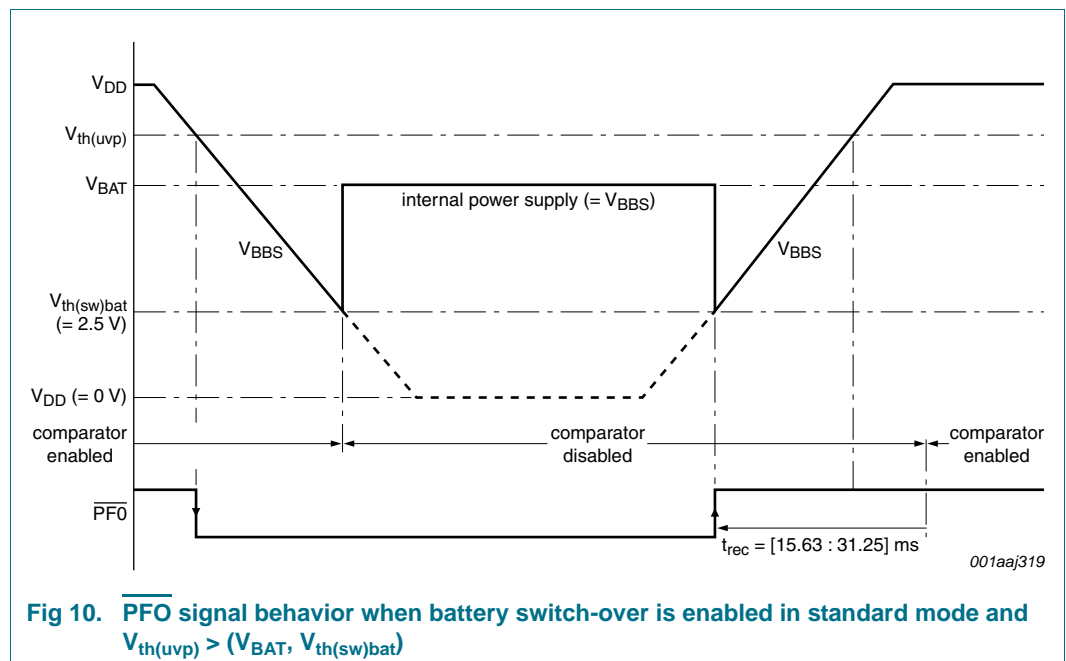 VDD
Vth(uvp)
VBAT
internal power supply (= VBBS)
VBBS
VBBS
Vth(sw)bat
(= 2.5 V)
VDD (= 0 V)
comparator
enabled
comparator
disabled
comparator
enabled
PF0
trec = [15.63 : 31.25] ms
001aaj319
Fig 10. PFO signal behavior when battery switch-over is enabled in standard mode and
Vth(uvp) > (VBAT, Vth(sw)bat)